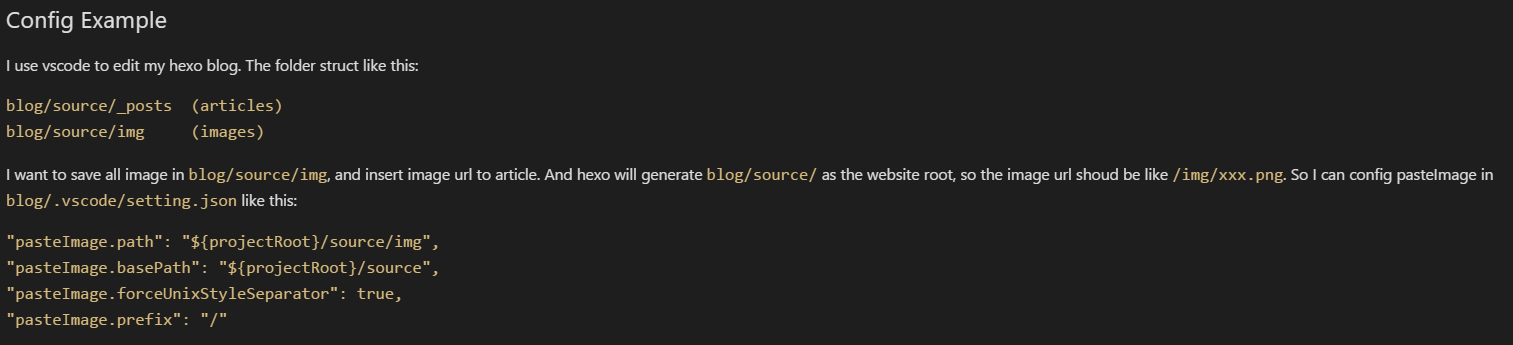 Config Example
I use vscode to edit my hexo blog. The folder struct like this:
blog/source/_posts  (articles)
blog/source/img     (images)
I want to save all image in blog/source/img, and insert image url to article. And hexo will generate blog/source/ as the website root, so the image url shoud be like /img/xxx.png. So I can config pasteImage in
blog/.vscode/setting.json like this:
"pasteImage.path": "${projectRoot}/source/img",
"pasteImage.basePath": "${projectRoot}/source",
"pasteImage.forceUnixStyleSeparator": true,
"pasteImage.prefix": "/"